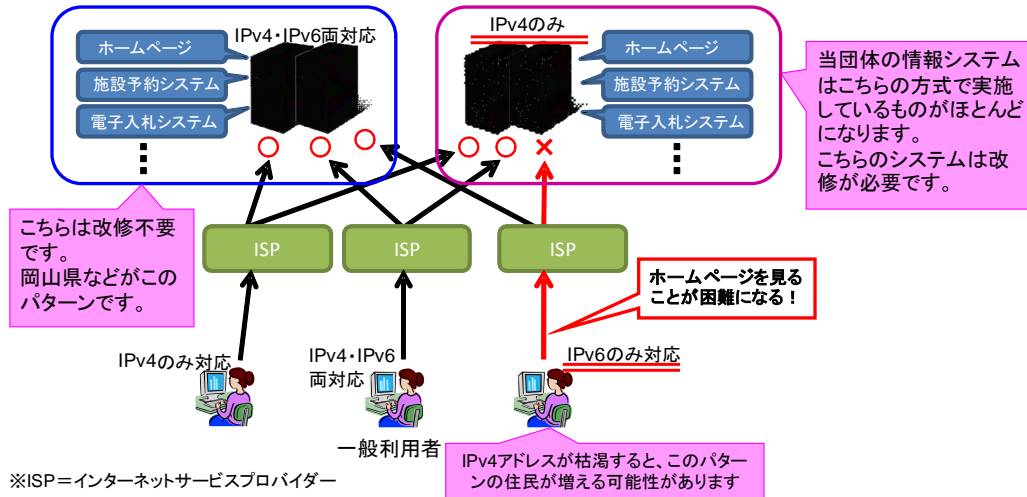 IPv4・IPv6両対応
ホームページ
施設予約システム
電子入札システム
IPv4のみ
ホームページ
施設予約システム
電子入札システム
当団体の情報システム
はこちらの方式で実施
しているものがほとんど
になります。
こちらのシステムは改
修が必要です。
こちらは改修不要
です。
岡山県などがこの
パターンです。
ISP
ISP
ISP
ホームページを見る
ことが困難になる！
IPv4のみ対応
IPv4・IPv6
両対応
IPv6のみ対応
一般利用者
IPv4アドレスが枯渇すると、このパター
ンの住民が増える可能性があります
※ISP＝インターネットサービスプロバイダー